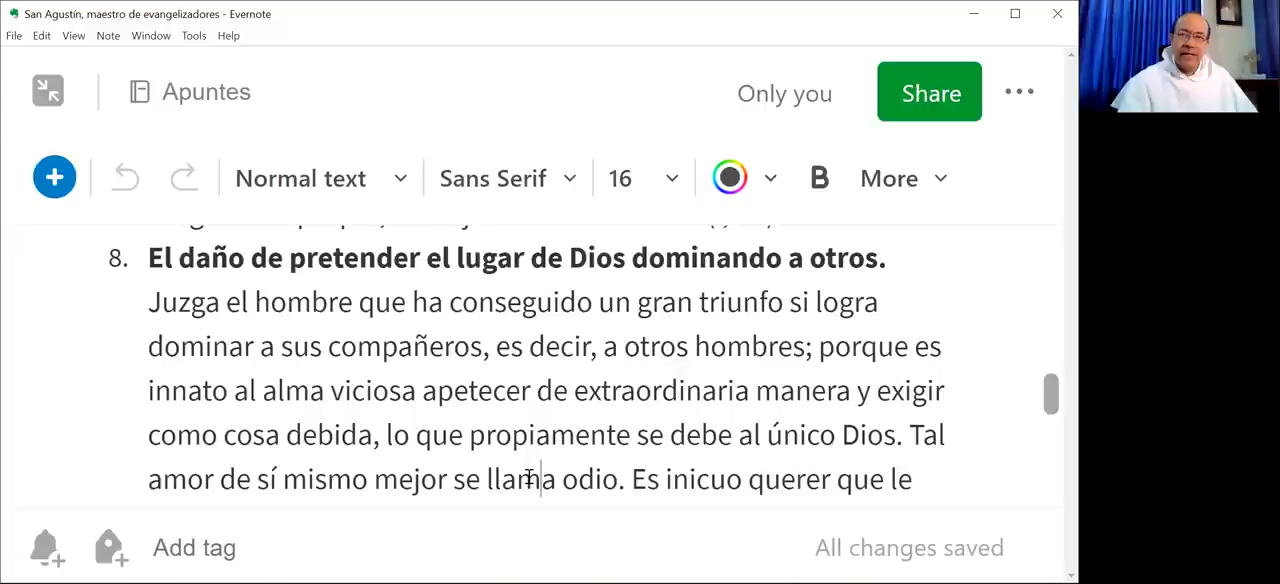 San Agustín, maestro de evangelizadores - Evernote
File Edit View Note Window Tools Help
Apuntes
Only you
Share
Normal text
Sans Serif
16
B
More
8. El daño de pretender el lugar de Dios dominando a otros.
Juzga el hombre que ha conseguido un gran triunfo si logra
dominar a sus compañeros, es decir, a otros hombres; porque es
innato al alma viciosa apetecer de extraordinaria manera y exigir
como cosa debida, lo que propiamente se debe al único Dios. Tal
amor de sí mismo mejor se llama odio. Es inicuo querer que le
Add tag
All changes saved